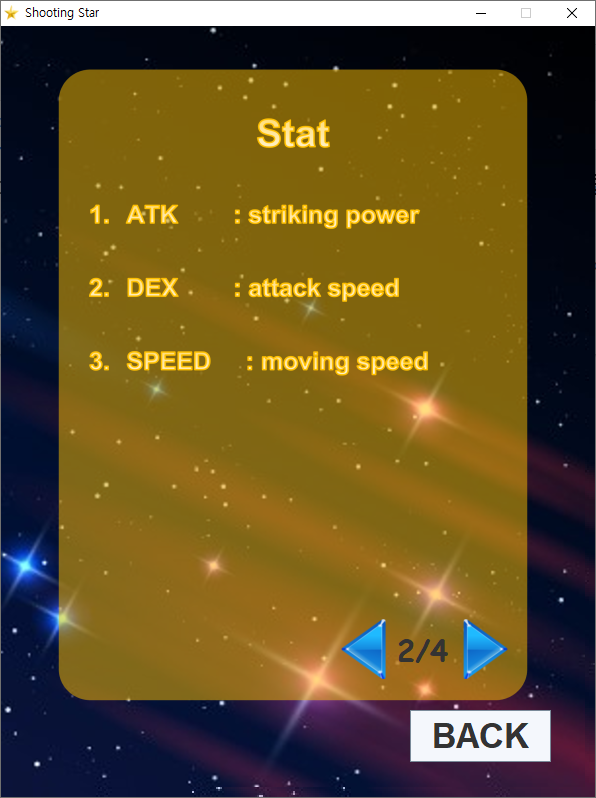 Shooting Star
Stat
1. ATK : striking power
2. DEX : attack speed
3. SPEED : moving speed
2/4
BACK